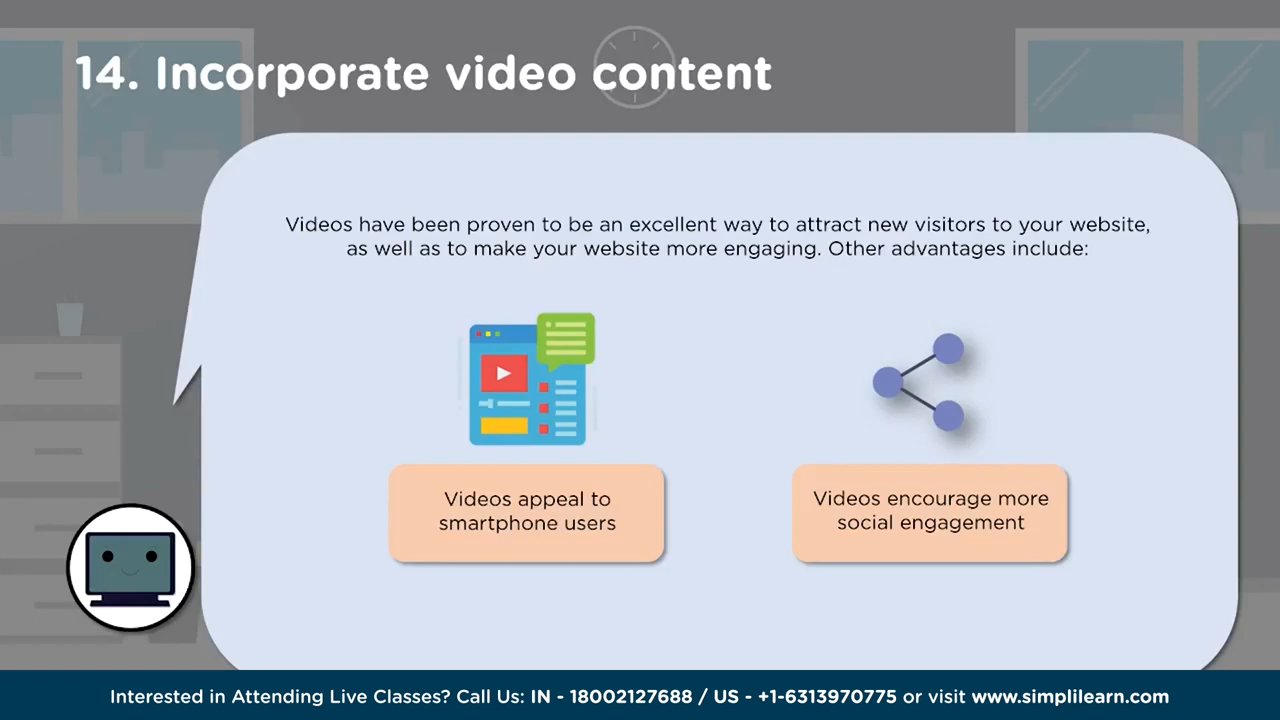 14. Incorporate video content
Videos have been proven to be an excellent way to attract new visitors to your website,
as well as to make your website more engaging. Other advantages include:
Videos appeal to
smartphone users
Videos encourage more
social engagement
Interested in Attending Live Classes? Call Us: IN - 18002127688 / US - +1-6313970775 or visit www.simplilearn.com